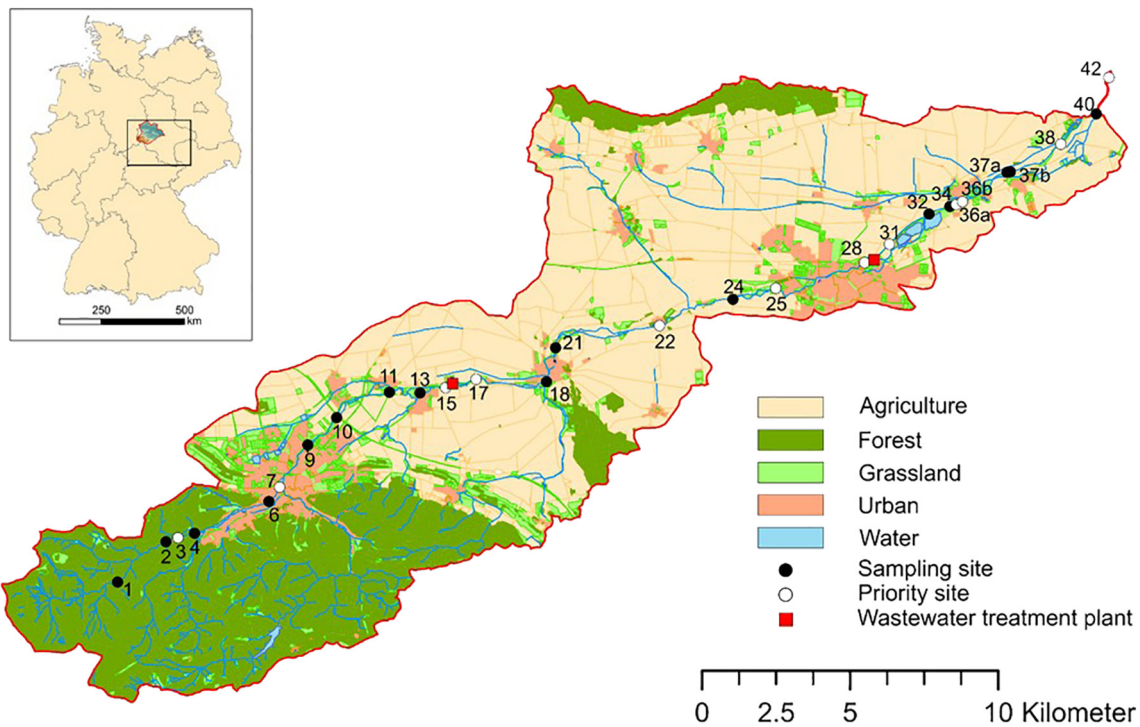 250 500
km
42
40
38
37a
37b
36b
34
36a
32
31
28
24
25
22
21
18
11
13
15
17
10
9
7
6
2
3
4
1
Agriculture
Forest
Grassland
Urban
Water
Sampling site
Priority site
Wastewater treatment plant
0 2.5 5 10 Kilometer